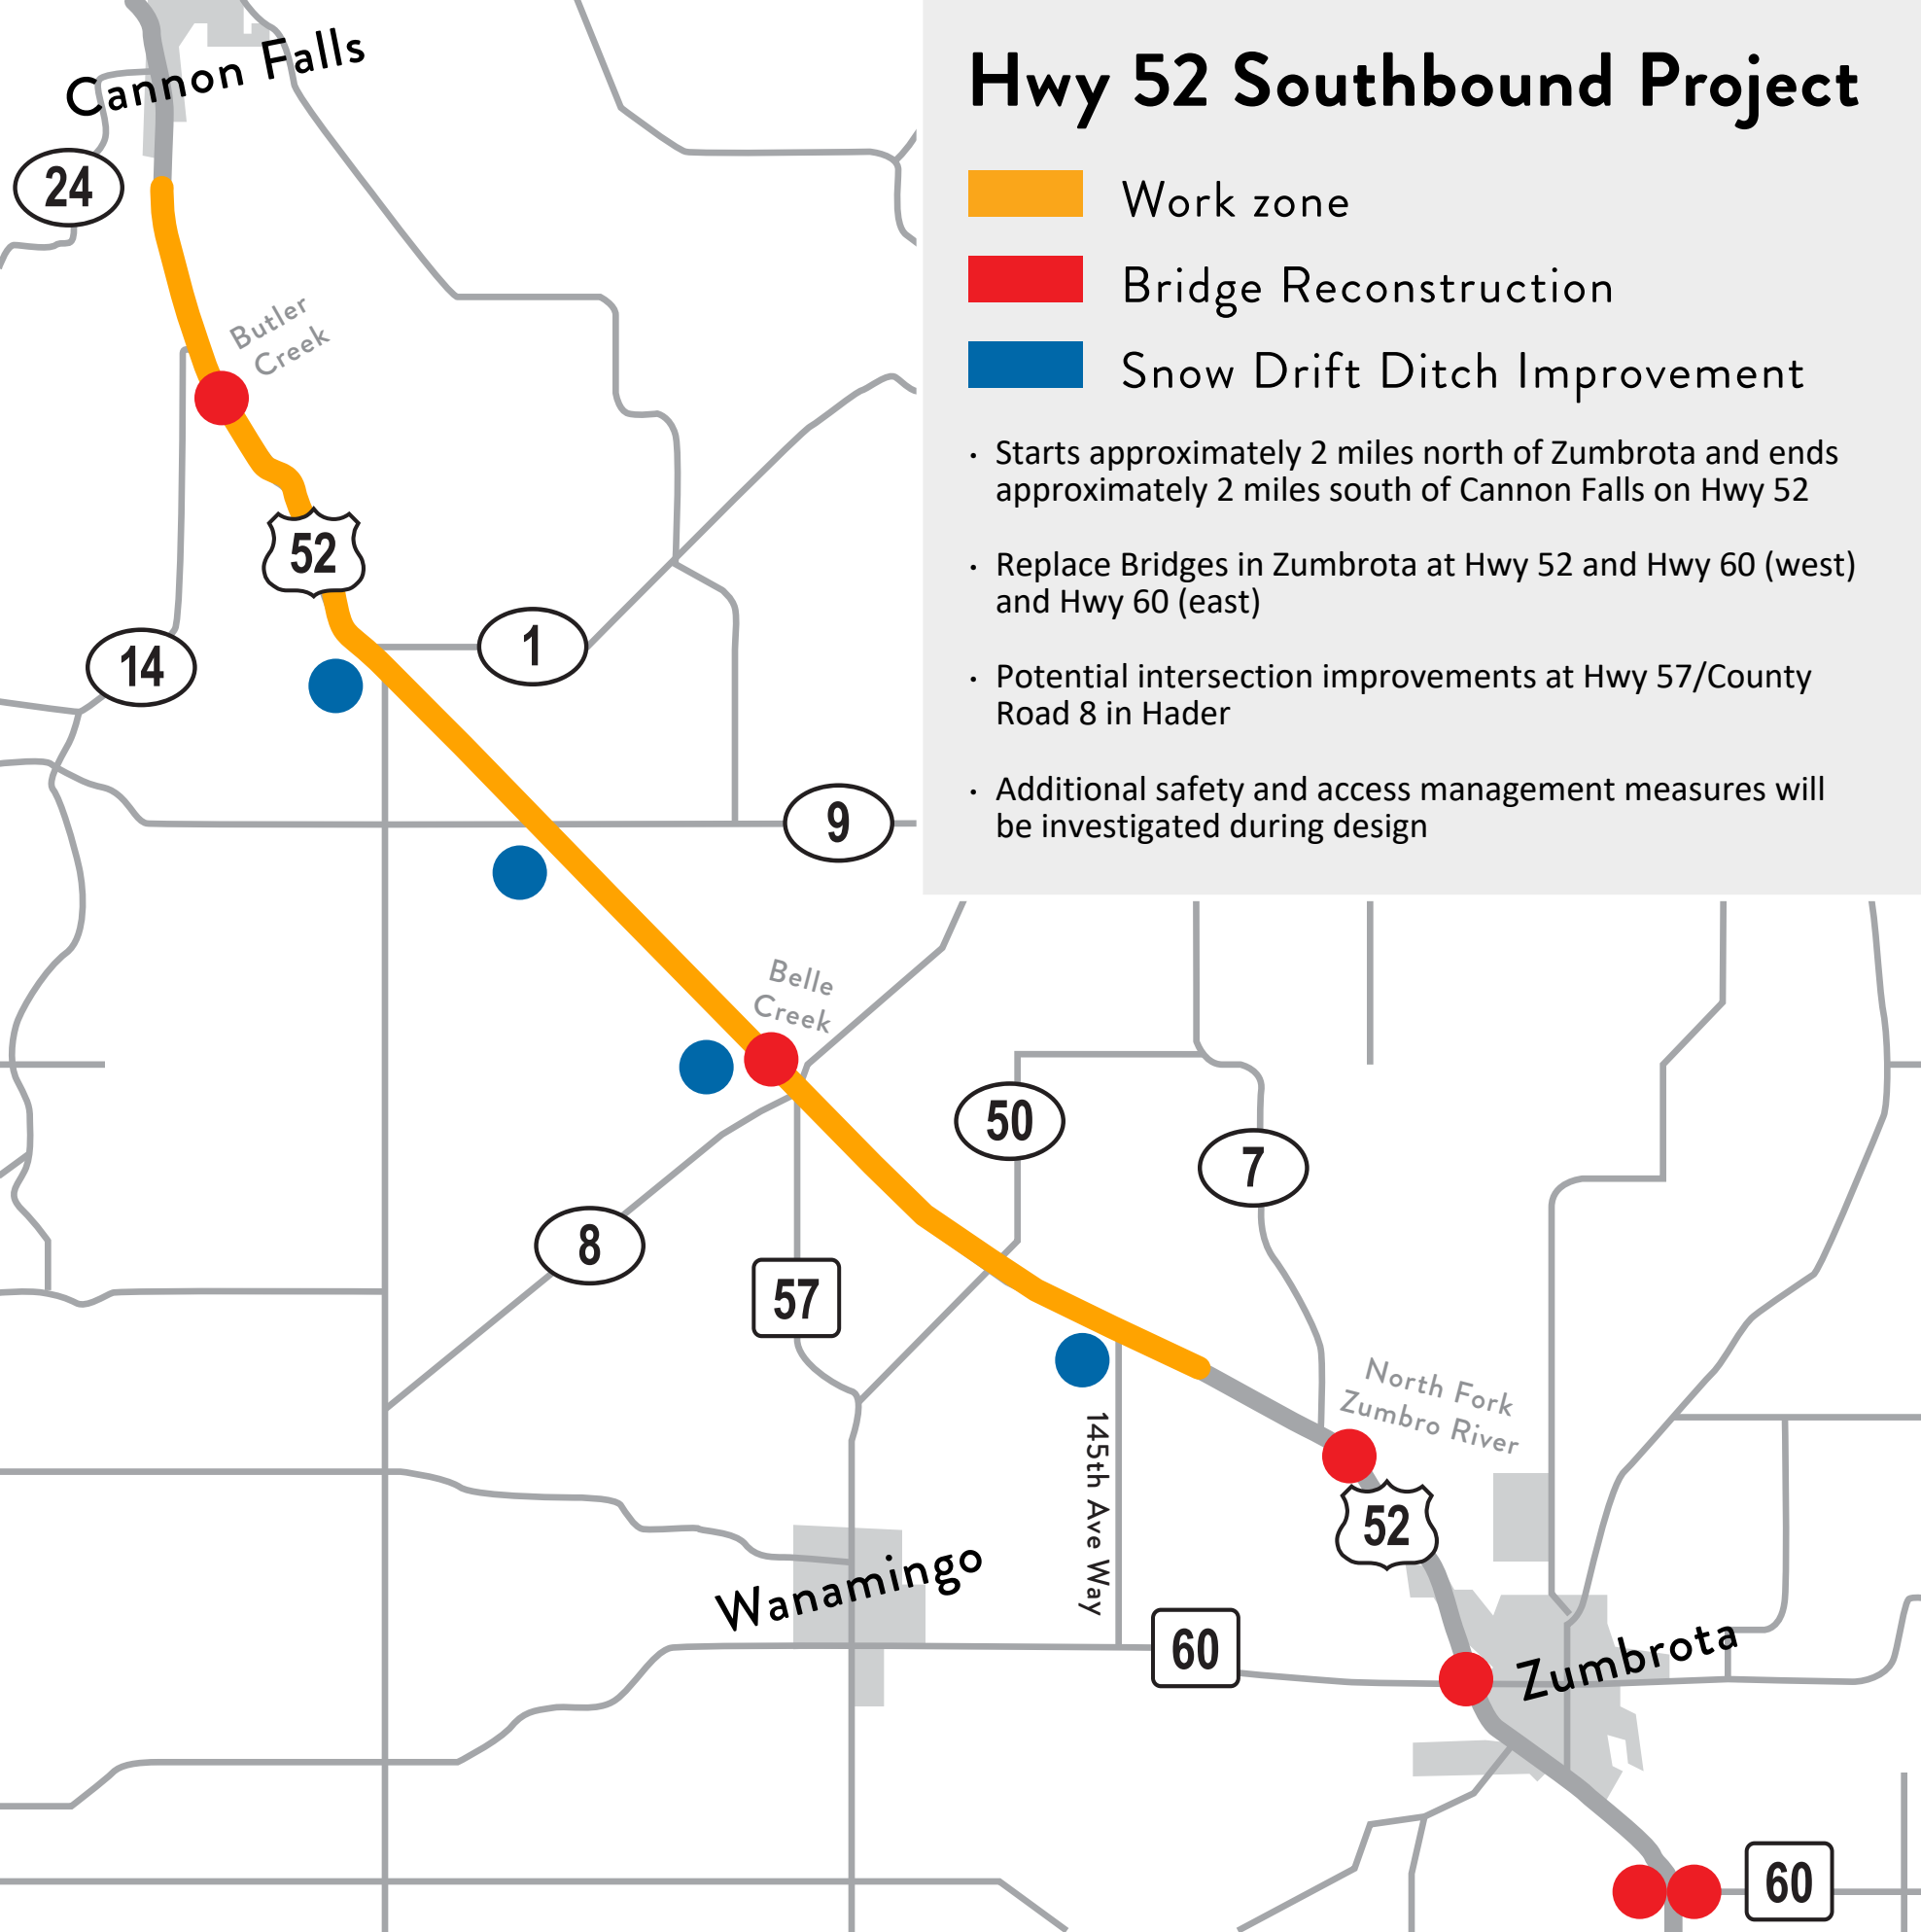 Hwy 52 Southbound Project
Work zone
Bridge Reconstruction
Snow Drift Ditch Improvement
· Starts approximately 2 miles north of Zumbrota and ends
approximately 2 miles south of Cannon Falls on Hwy 52
· Replace Bridges in Zumbrota at Hwy 52 and Hwy 60 (west)
and Hwy 60 (east)
· Potential intersection improvements at Hwy 57/County
Road 8 in Hader
· Additional safety and access management measures will
be investigated during design
Cannon Falls
24
Butler
Creek
52
14
1
9
Belle
Creek
50
7
8
57
North Fork
Zumbro River
145th Ave Way
52
Wanamingo
60
Zumbrota
60